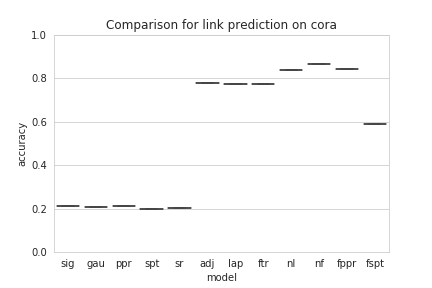 Comparison for link prediction on cora
1.0
0.8
0.6
0.4
0.2
0.0
accuracy
sig gau ppr spt sr adj lap ftr nl nf fppr fspt
model